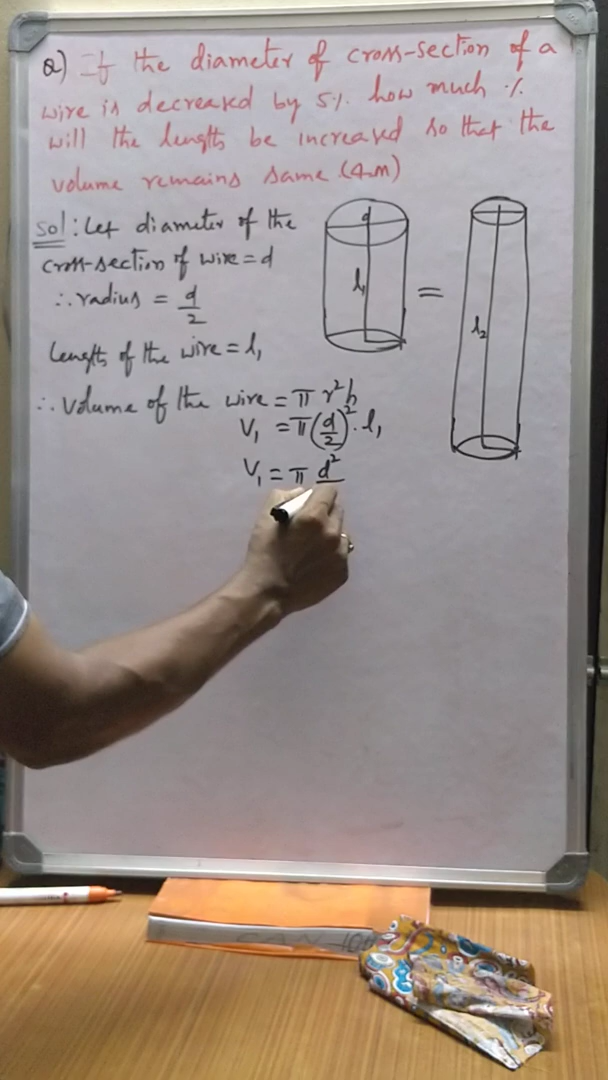 Q) If the diameter of cross-section of a
wire is decreased by 5% how much %
will the length be increased so that the
volume remains same (4M)
Sol: Let diameter of the
cross-section of wire = d
∴ radius = d/2
Length of the wire = l₁
∴ Volume of the wire = π r² h
V₁ = π (d/2)² . l₁
V₁ = π d²
d
l₁
=
l₂